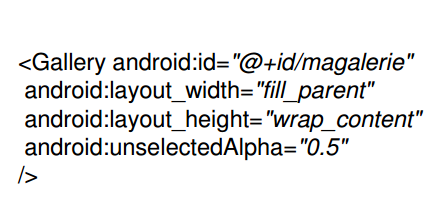 <Gallery android:id="@+id/magalerie"
android:layout_width="fill_parent"
android:layout_height="wrap_content"
android:unselectedAlpha="0.5"
/>